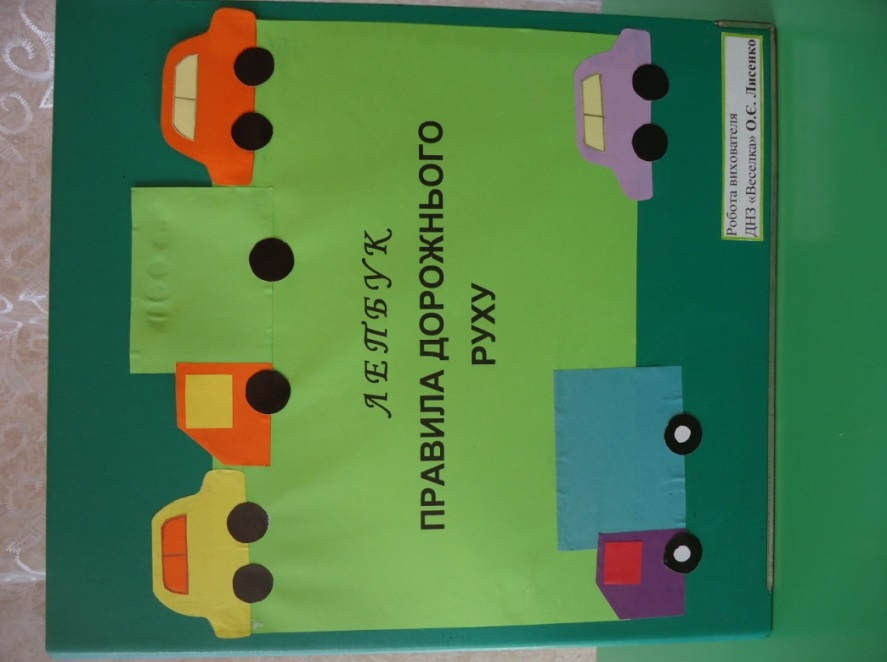 ЛЕПБУК
ПРАВИЛА ДОРОЖНЬОГО
РУХУ
Робота вихователя
ДНЗ «Веселка» О.Є. Лисенко